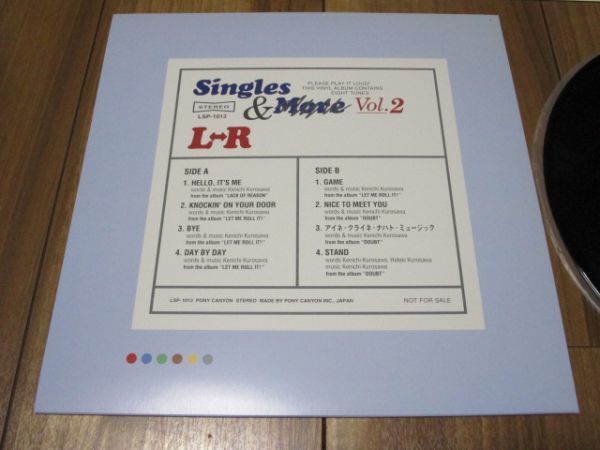 Singles
& More Vol.2
PLEASE PLAY IT LOUD!
THIS VINYL ALBUM CONTAINS
EIGHT TUNES
STEREO
LSP-1013
L↔R
SIDE A
1. HELLO, IT'S ME
words & music Kenichi Kurosawa
from the album "LACK OF REASON"
2. KNOCKIN' ON YOUR DOOR
words & music Kenichi Kurosawa
from the album "LET ME ROLL IT!"
3. BYE
words & music Kenichi Kurosawa
from the album "LET ME ROLL IT!"
4. DAY BY DAY
words & music Kenichi Kurosawa
from the album "LET ME ROLL IT!"
SIDE B
1. GAME
words & music Kenichi Kurosawa
from the album "LET ME ROLL IT!"
2. NICE TO MEET YOU
words & music Kenichi Kurosawa
from the album "DOUBT"
3. アイネ・クライネ・ナハト・ミュージック
words & music Kenichi Kurosawa
from the album "DOUBT"
4. STAND
words Kenichi Kurosawa, Hideki Kurosawa
music Kenichi Kurosawa
from the album "DOUBT"
LSP-1013 PONY CANYON STEREO MADE BY PONY CANYON INC., JAPAN
NOT FOR SALE